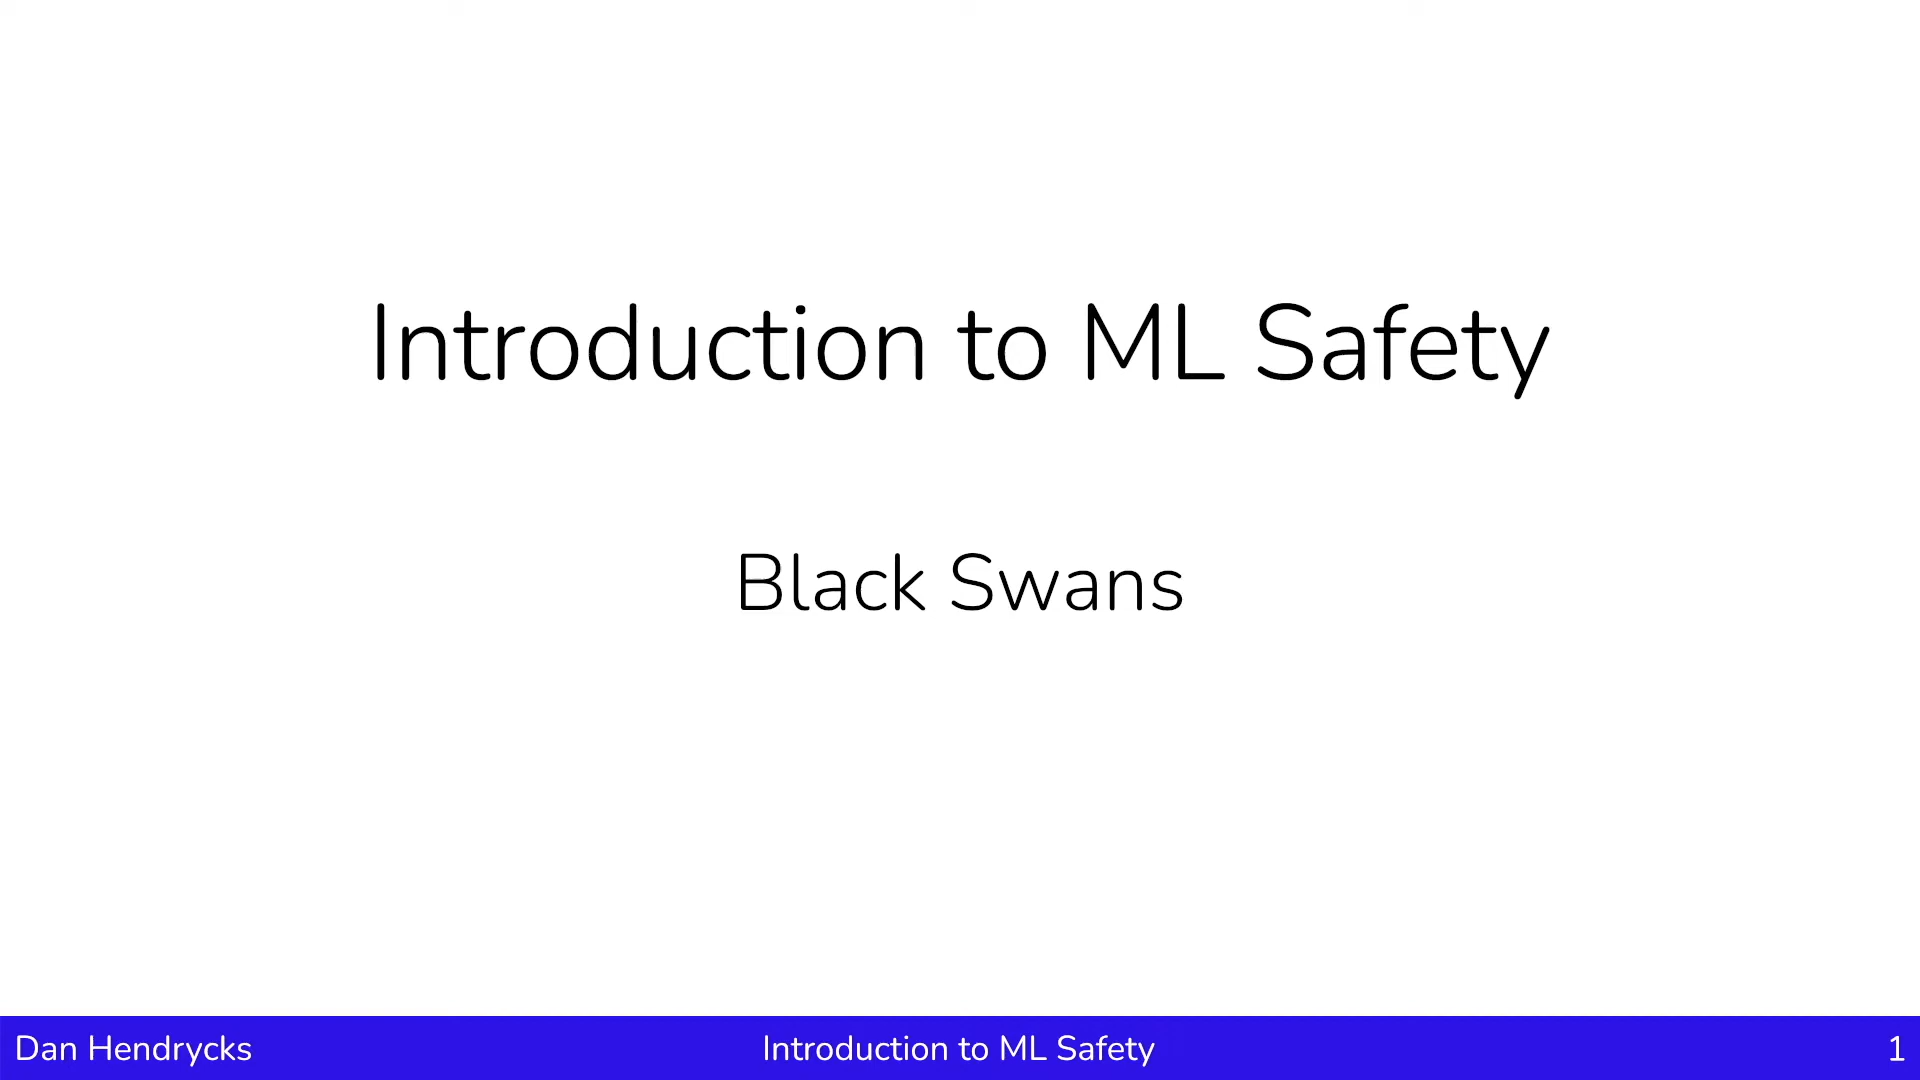 Introduction to ML Safety
Black Swans
Dan Hendrycks
Introduction to ML Safety
1